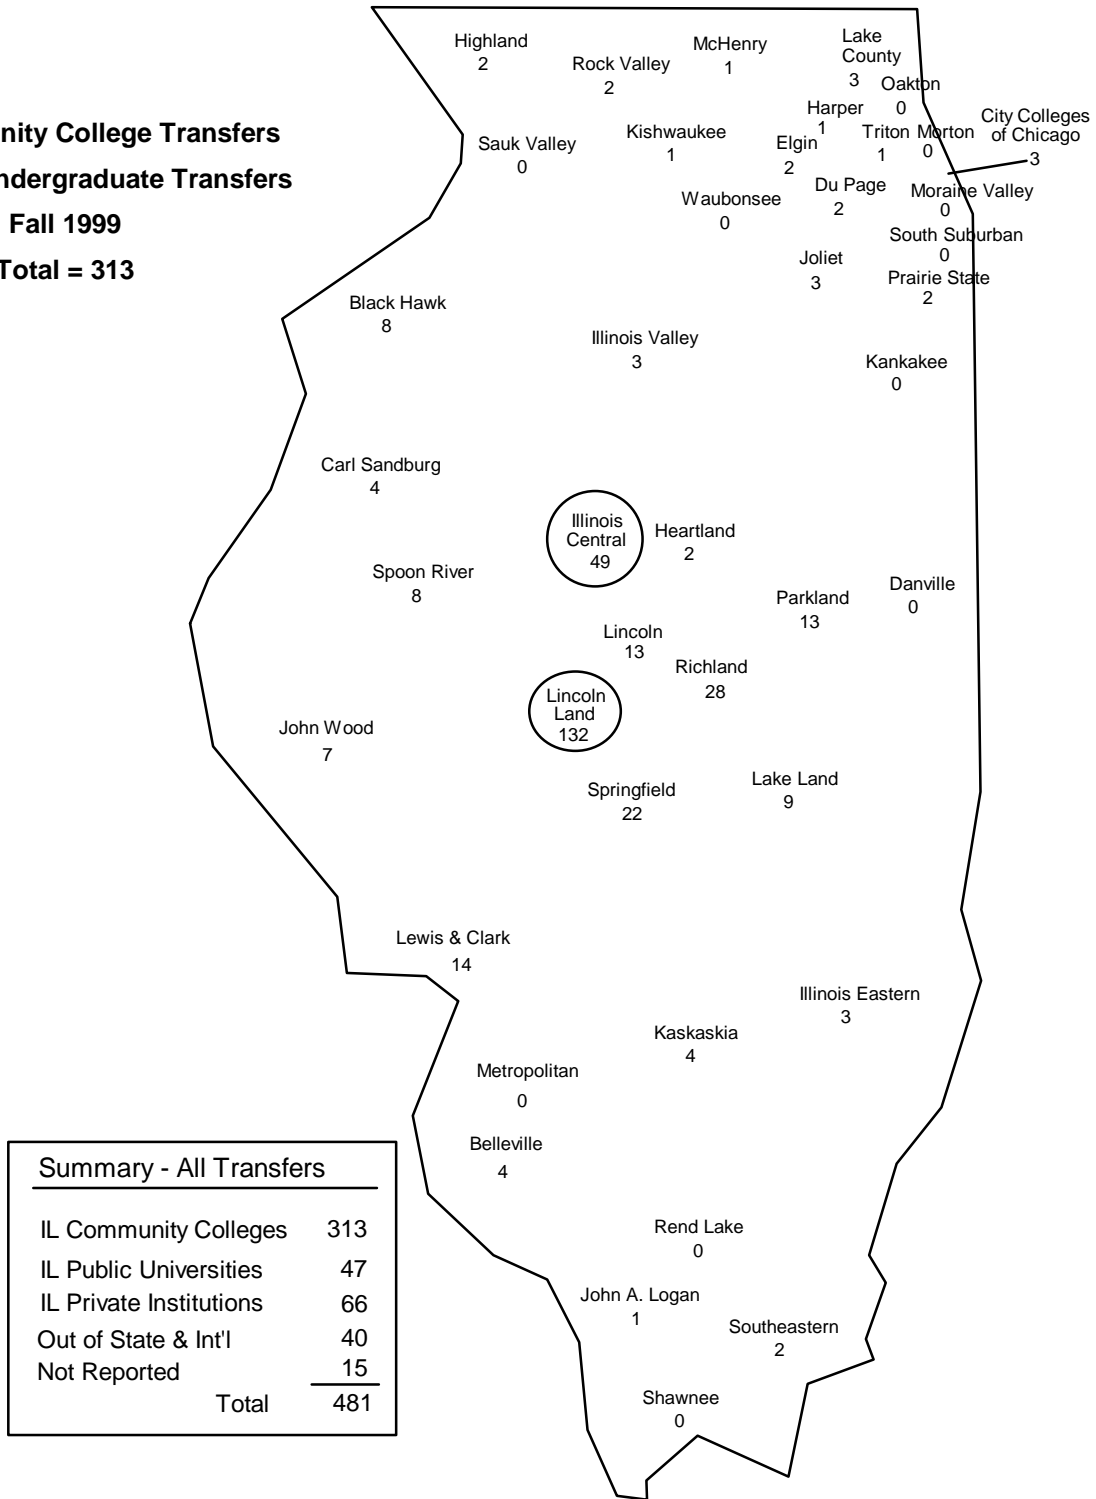 nity College Transfers
ndergraduate Transfers
Fall 1999
Total = 313
Highland
2
Rock Valley
2
McHenry
1
Lake
County
3
Oakton
0
Harper
1
City Colleges
of Chicago
3
Sauk Valley
0
Kishwaukee
1
Elgin
2
Triton
1
Morton
0
Waubonsee
0
Du Page
2
Moraine Valley
0
South Suburban
0
Joliet
3
Prairie State
2
Black Hawk
8
Illinois Valley
3
Kankakee
0
Carl Sandburg
4
Illinois
Central
49
Heartland
2
Spoon River
8
Parkland
13
Danville
0
Lincoln
13
Richland
28
Lincoln
Land
132
John Wood
7
Springfield
22
Lake Land
9
Lewis & Clark
14
Illinois Eastern
3
Kaskaskia
4
Metropolitan
0
Belleville
4
Rend Lake
0
John A. Logan
1
Southeastern
2
Shawnee
0
Summary - All Transfers
IL Community Colleges 313
IL Public Universities 47
IL Private Institutions 66
Out of State & Int'l 40
Not Reported 15
Total 481